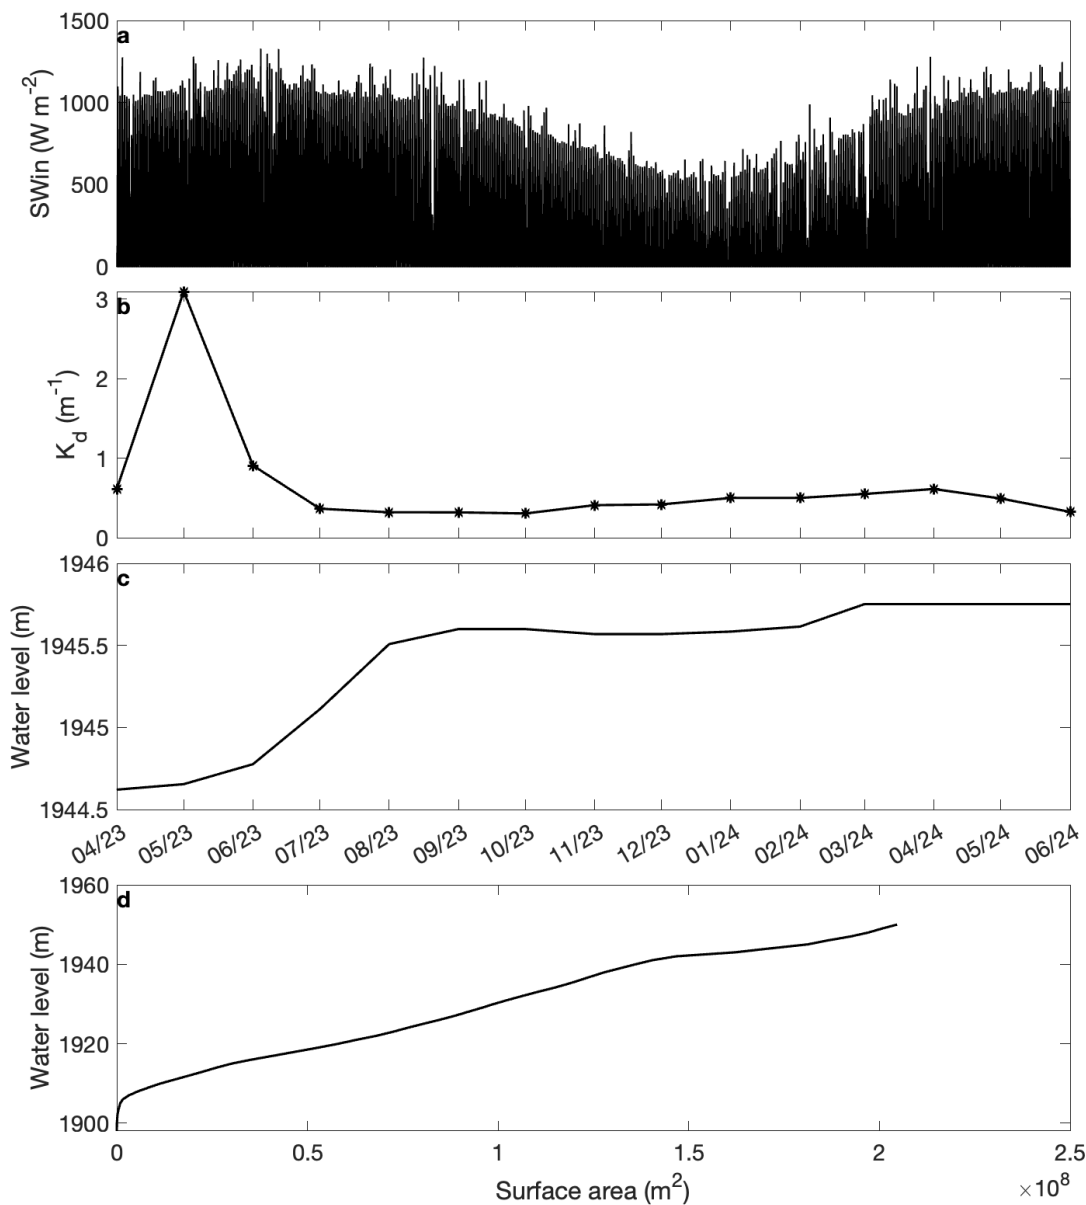 a
1500
1000
500
0
SWin (W m-2)
b
3
2
1
0
Kd (m-1)
c
1946
1945.5
1945
1944.5
Water level (m)
04/23 05/23 06/23 07/23 08/23 09/23 10/23 11/23 12/23 01/24 02/24 03/24 04/24 05/24 06/24
d
1960
1940
1920
1900
Water level (m)
0 0.5 1 1.5 2 2.5
Surface area (m2)
×10^8